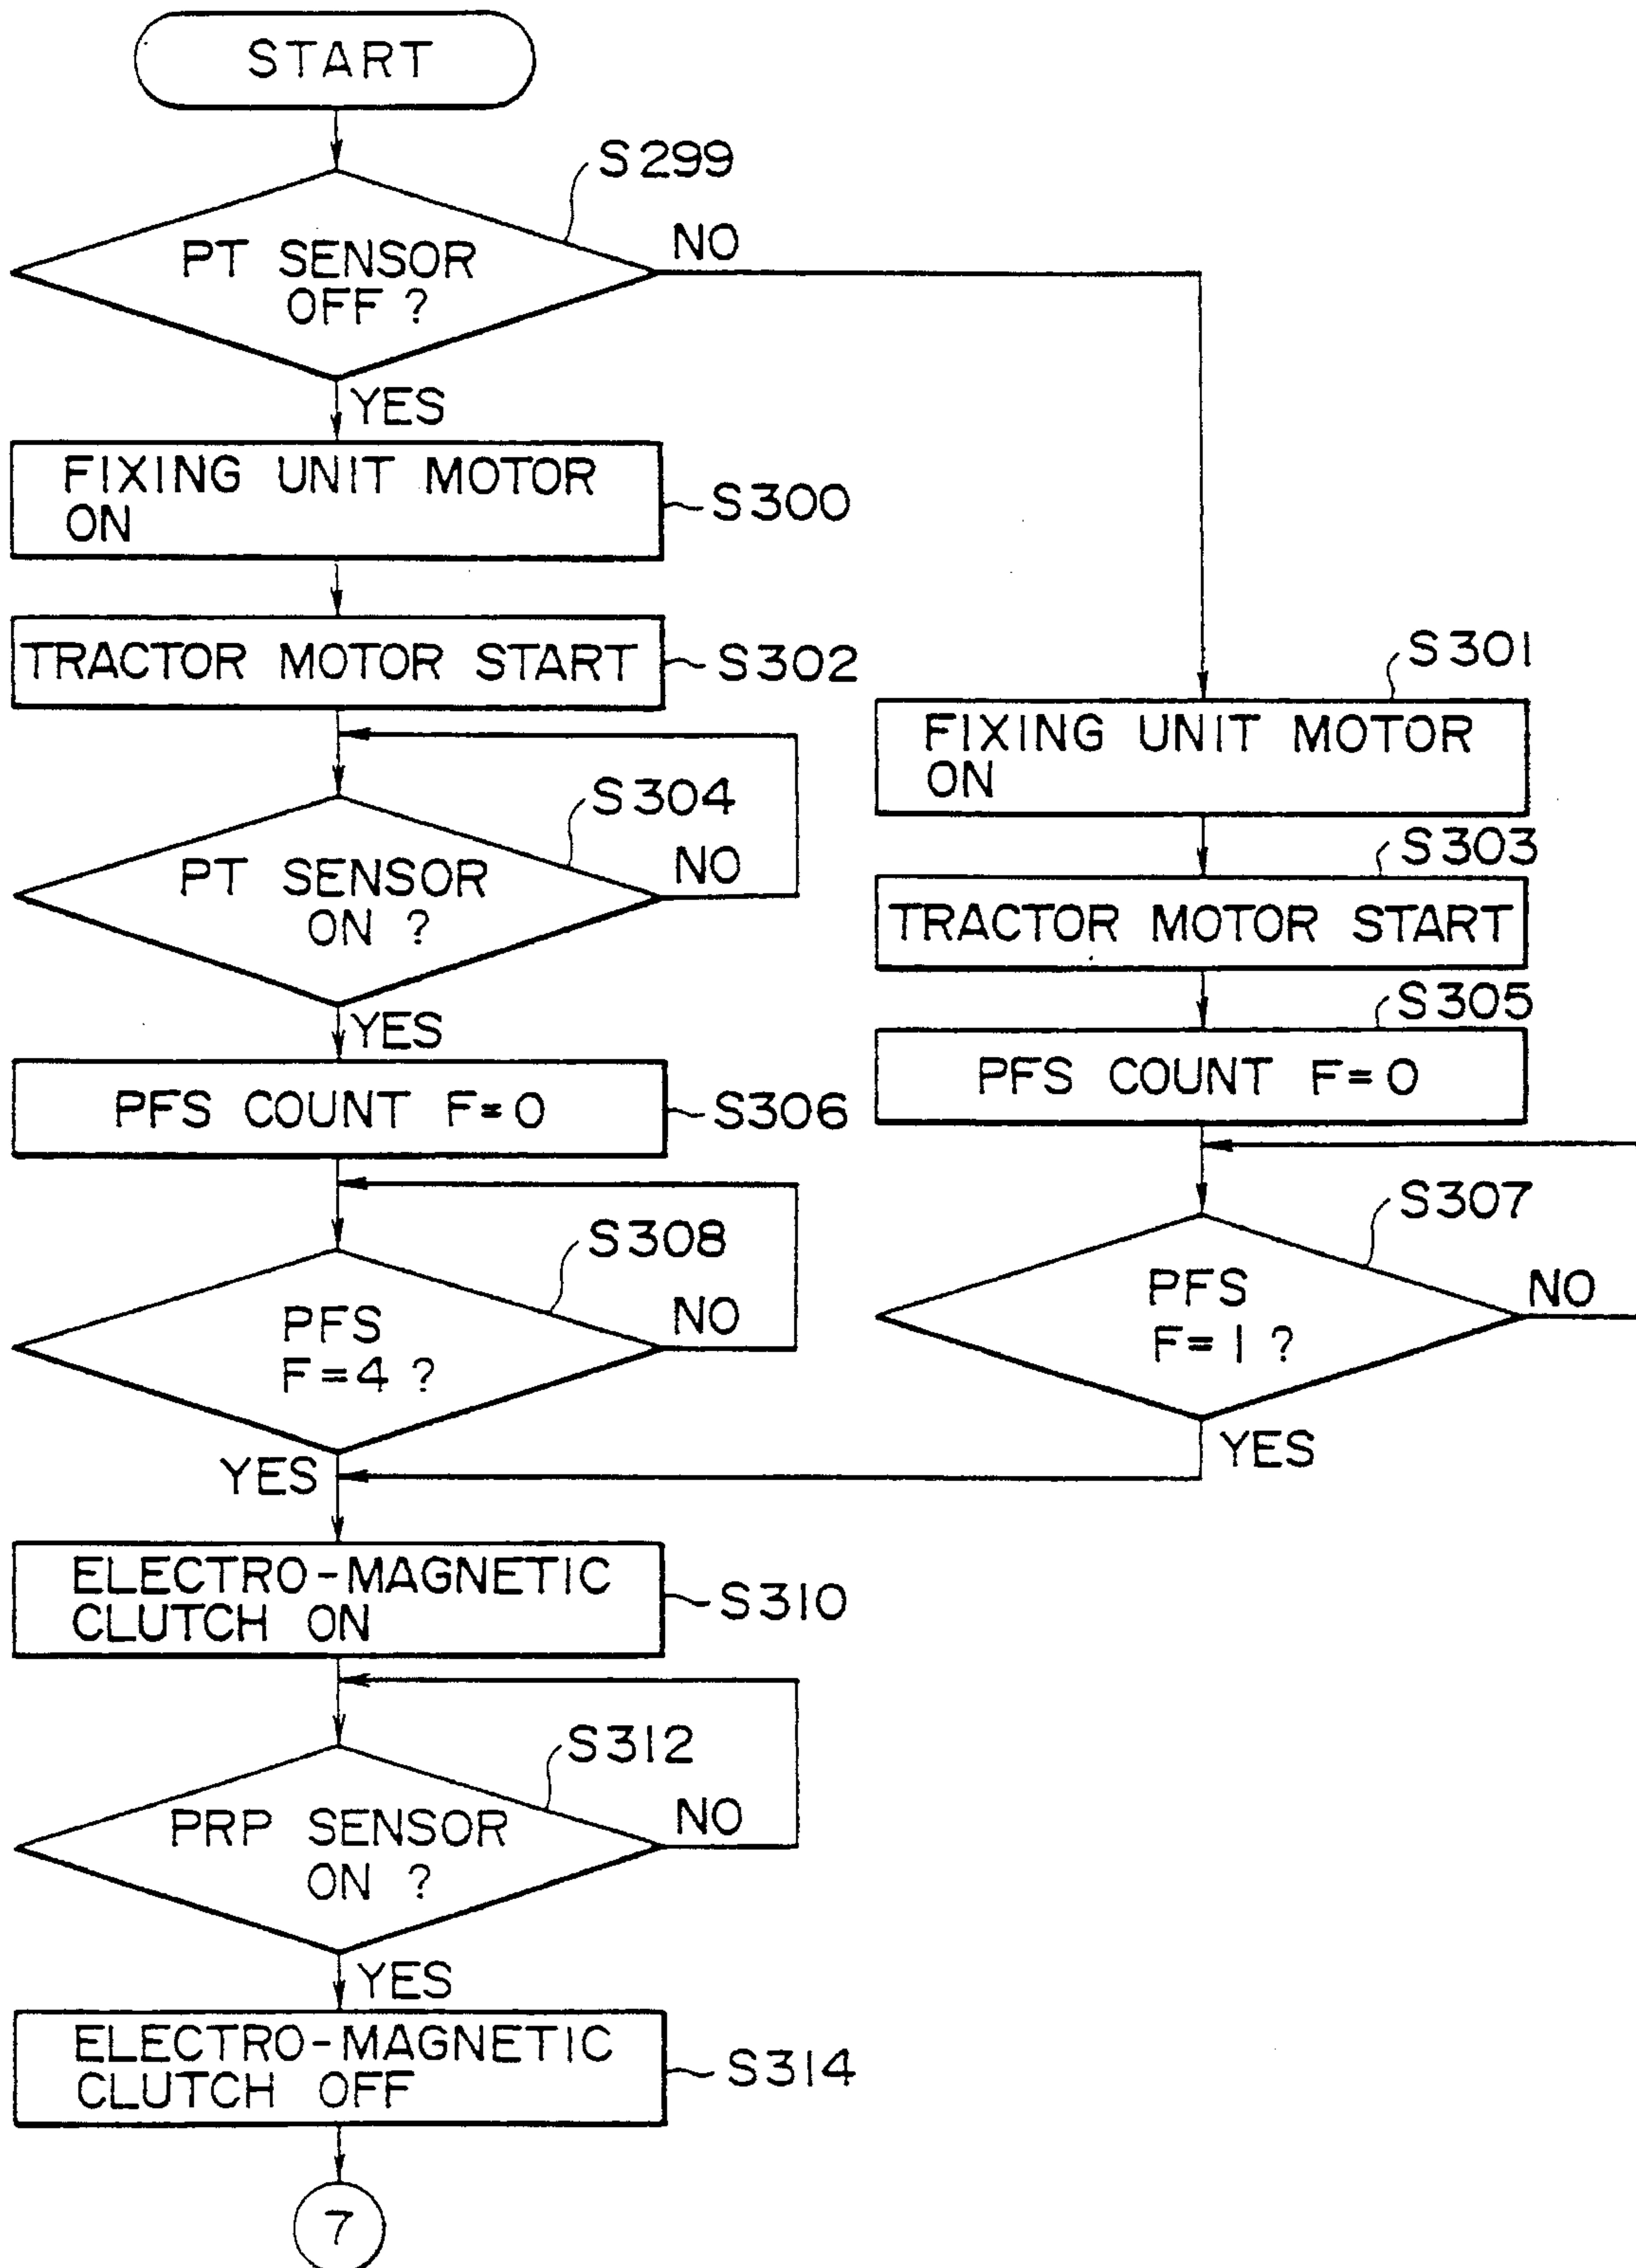 START
S299
PT SENSOR
OFF ?
NO
YES
FIXING UNIT MOTOR
ON
S300
TRACTOR MOTOR START
S302
S304
PT SENSOR
ON ?
NO
YES
PFS COUNT F=0
S306
S308
PFS
F=4 ?
NO
YES
S301
FIXING UNIT MOTOR
ON
S303
TRACTOR MOTOR START
S305
PFS COUNT F=0
S307
PFS
F=1 ?
NO
YES
ELECTRO-MAGNETIC
CLUTCH ON
S310
S312
PRP SENSOR
ON ?
NO
YES
ELECTRO-MAGNETIC
CLUTCH OFF
S314
7